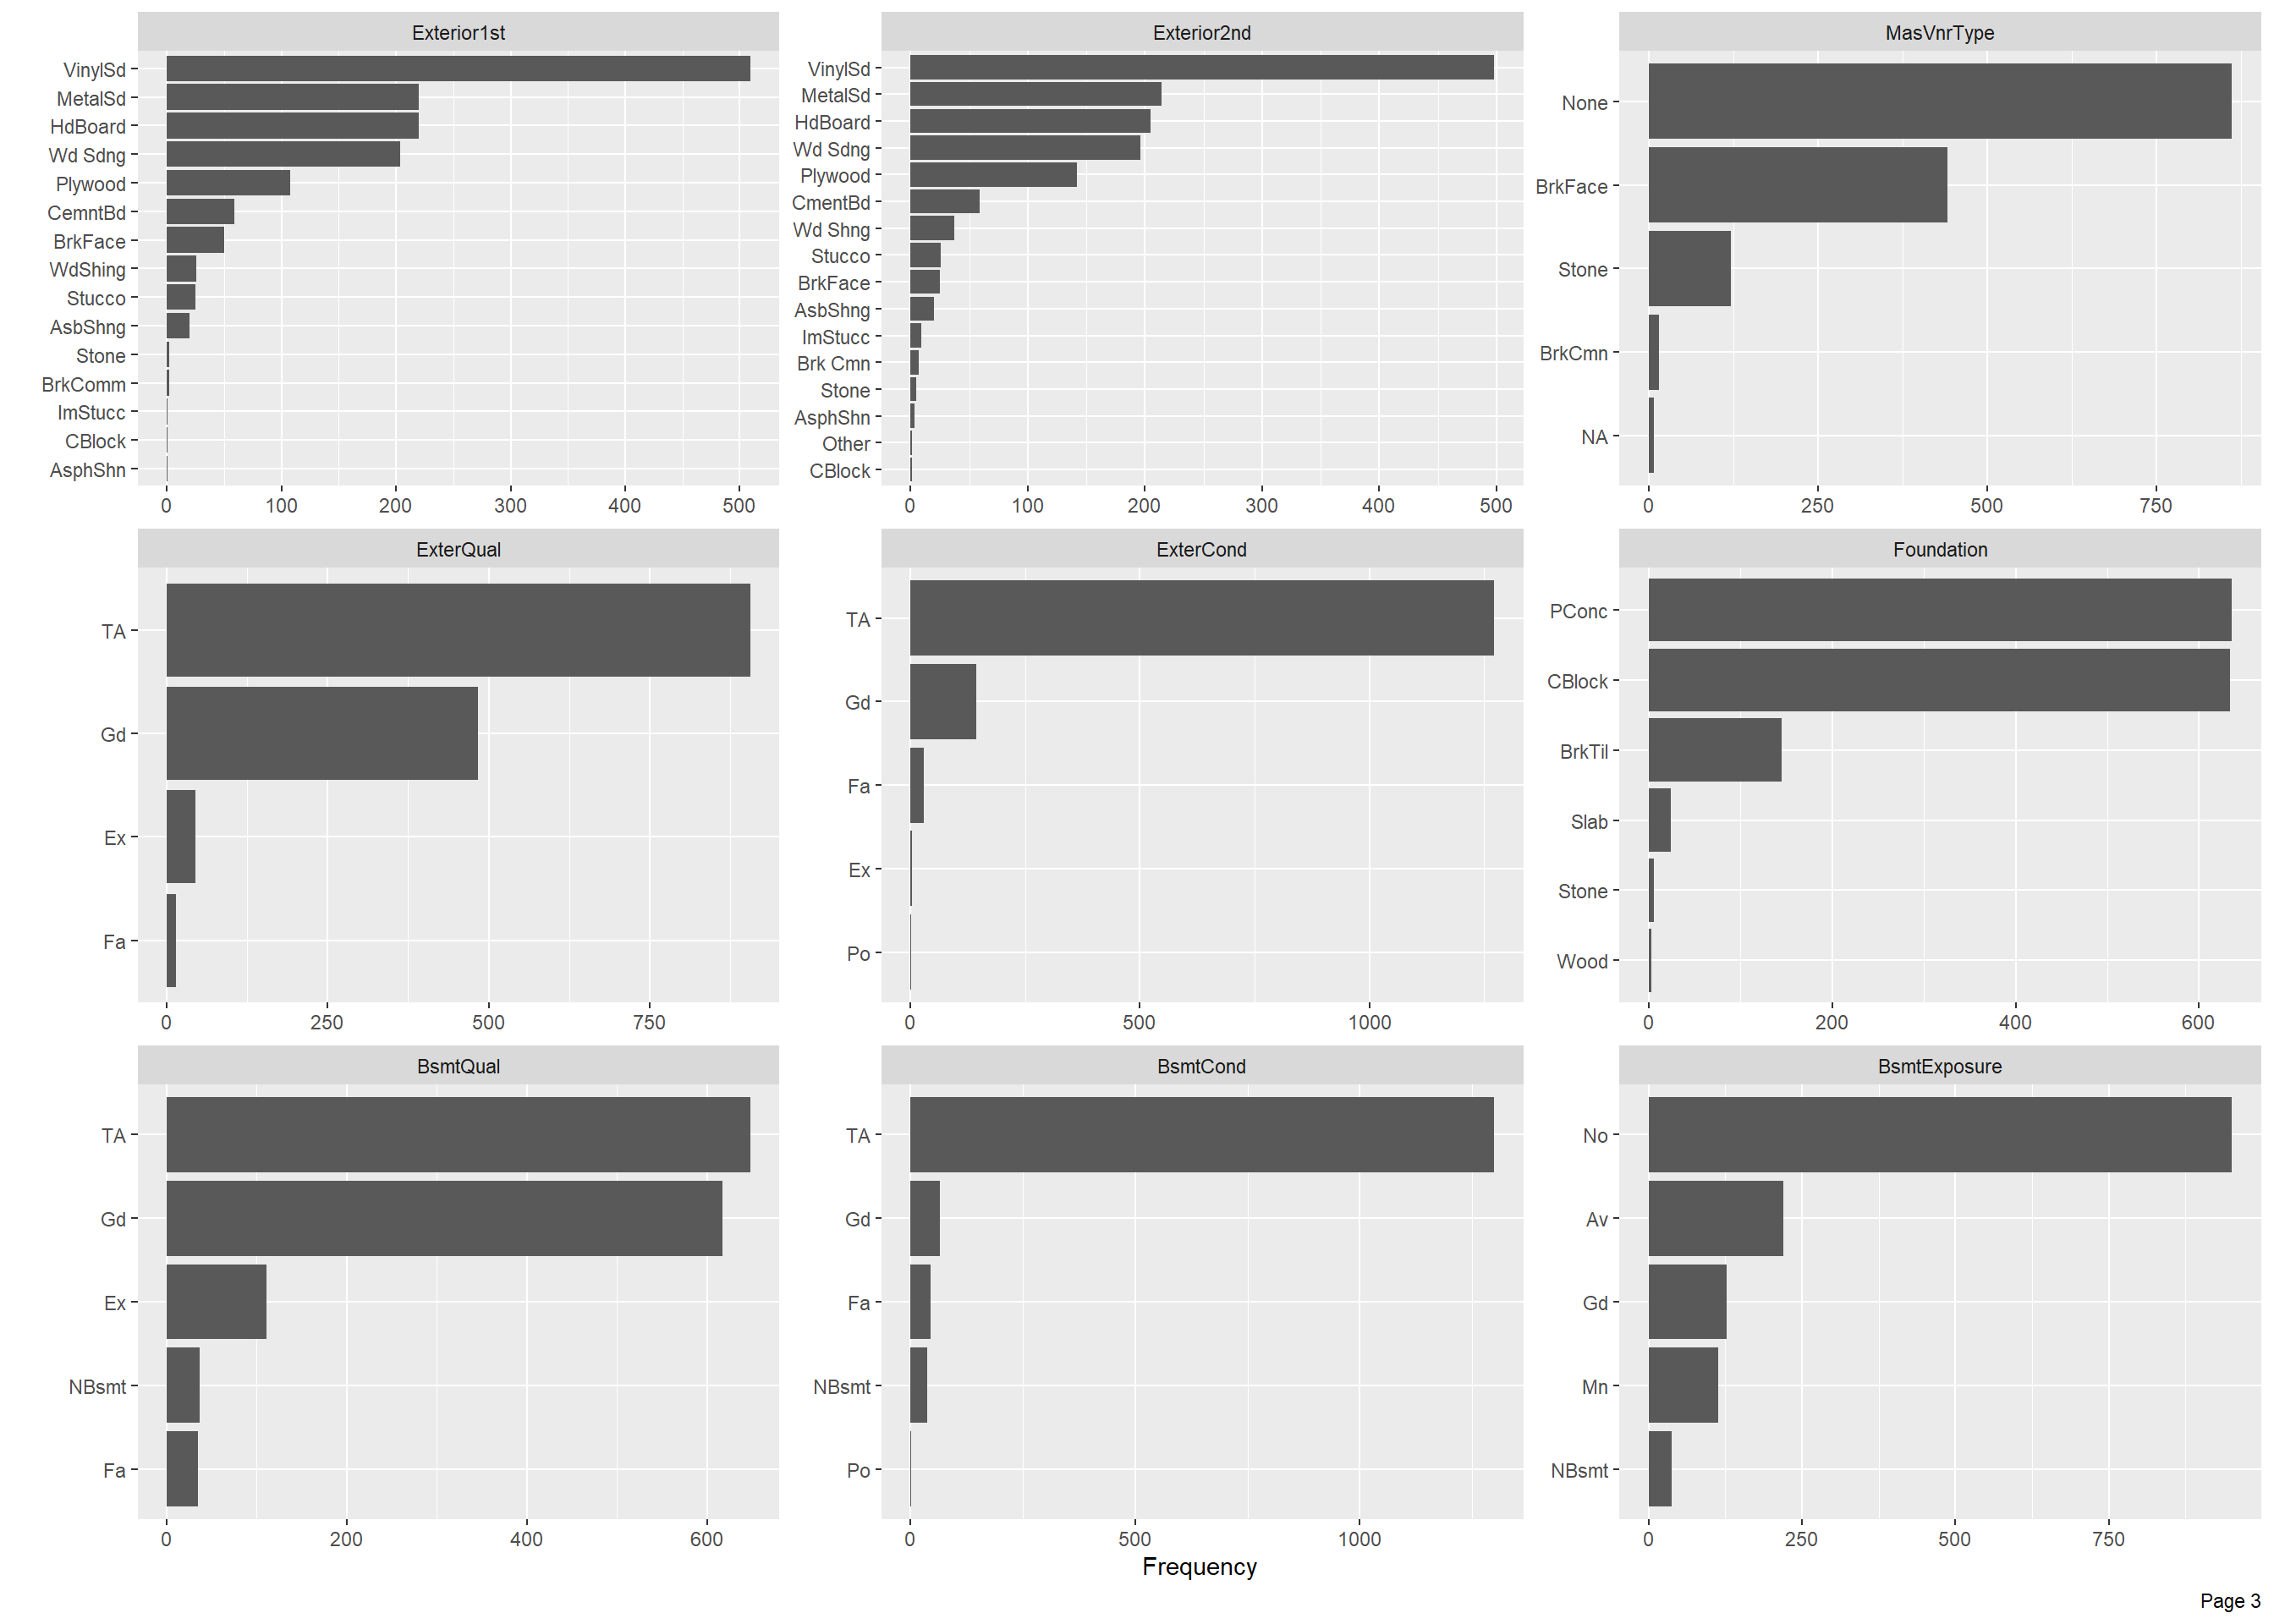 Exterior1st
VinylSd
MetalSd
HdBoard
Wd Sdng
Plywood
CemntBd
BrkFace
WdShing
Stucco
AsbShng
Stone
BrkComm
ImStucc
CBlock
AsphShn
0 100 200 300 400 500
Exterior2nd
VinylSd
MetalSd
HdBoard
Wd Sdng
Plywood
CmentBd
Wd Shng
Stucco
BrkFace
AsbShng
ImStucc
Brk Cmn
Stone
AsphShn
Other
CBlock
0 100 200 300 400 500
MasVnrType
None
BrkFace
Stone
BrkCmn
NA
0 250 500 750
ExterQual
TA
Gd
Ex
Fa
0 250 500 750
ExterCond
TA
Gd
Fa
Ex
Po
0 500 1000
Foundation
PConc
CBlock
BrkTil
Slab
Stone
Wood
0 200 400 600
BsmtQual
TA
Gd
Ex
NBsmt
Fa
0 200 400 600
BsmtCond
TA
Gd
Fa
NBsmt
Po
0 500 1000
BsmtExposure
No
Av
Gd
Mn
NBsmt
0 250 500 750
Frequency
Page 3